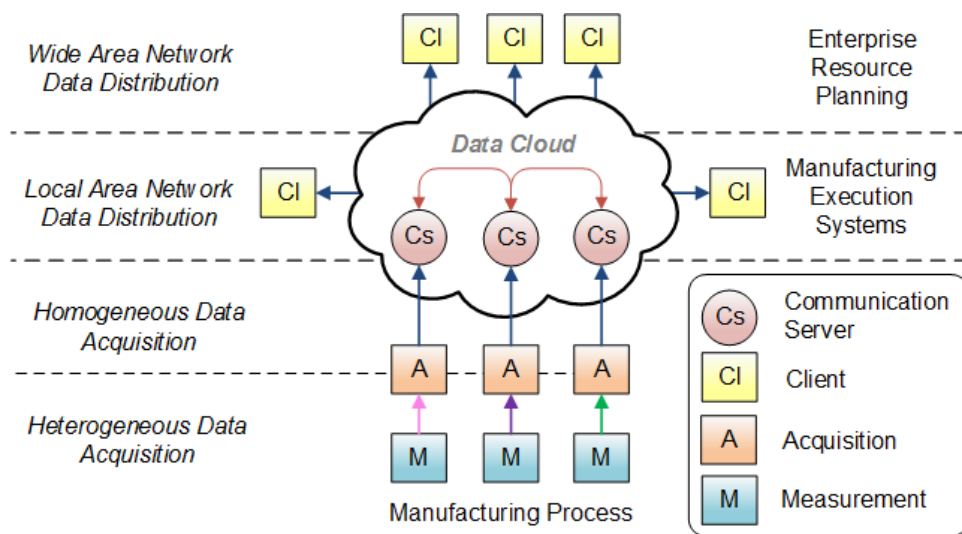 Wide Area Network
Data Distribution
Cl
Cl
Cl
Enterprise
Resource
Planning
Data Cloud
Local Area Network
Data Distribution
Cl
Cl
Manufacturing
Execution
Systems
Cs
Cs
Cs
Homogeneous Data
Acquisition
A
A
A
Heterogeneous Data
Acquisition
M
M
M
Manufacturing Process
Cs
Communication
Server
Cl
Client
A
Acquisition
M
Measurement